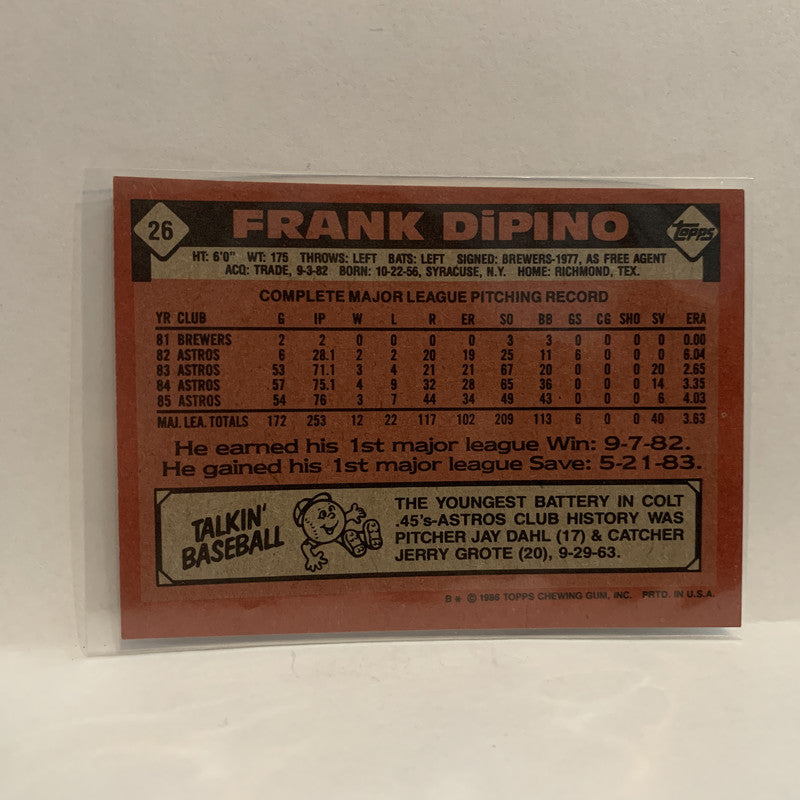 26
FRANK DiPINO
TOPPS
HT: 6'0" WT: 175 THROWS: LEFT BATS: LEFT SIGNED: BREWERS-1977, AS FREE AGENT
ACQ: TRADE, 9-3-82 BORN: 10-22-56, SYRACUSE, N.Y. HOME: RICHMOND, TEX.
COMPLETE MAJOR LEAGUE PITCHING RECORD
YR CLUB G IP W L R ER SO BB GS CG SHO SV ERA
81 BREWERS 2 2 0 0 0 0 3 3 0 0 0 0 0.00
82 ASTROS 6 28.1 2 2 20 19 25 11 6 0 0 0 6.04
83 ASTROS 53 71.1 3 4 21 21 67 20 0 0 0 20 2.65
84 ASTROS 57 75.1 4 9 32 28 65 36 0 0 0 14 3.35
85 ASTROS 54 76 3 7 44 34 49 43 0 0 0 6 4.03
MAJ. LEA. TOTALS 172 253 12 22 117 102 209 113 6 0 0 40 3.63
He earned his 1st major league Win: 9-7-82.
He gained his 1st major league Save: 5-21-83.
TALKIN'
BASEBALL
THE YOUNGEST BATTERY IN COLT
.45's-ASTROS CLUB HISTORY WAS
PITCHER JAY DAHL (17) & CATCHER
JERRY GROTE (20), 9-29-63.
B* © 1986 TOPPS CHEWING GUM, INC. PRTD. IN U.S.A.